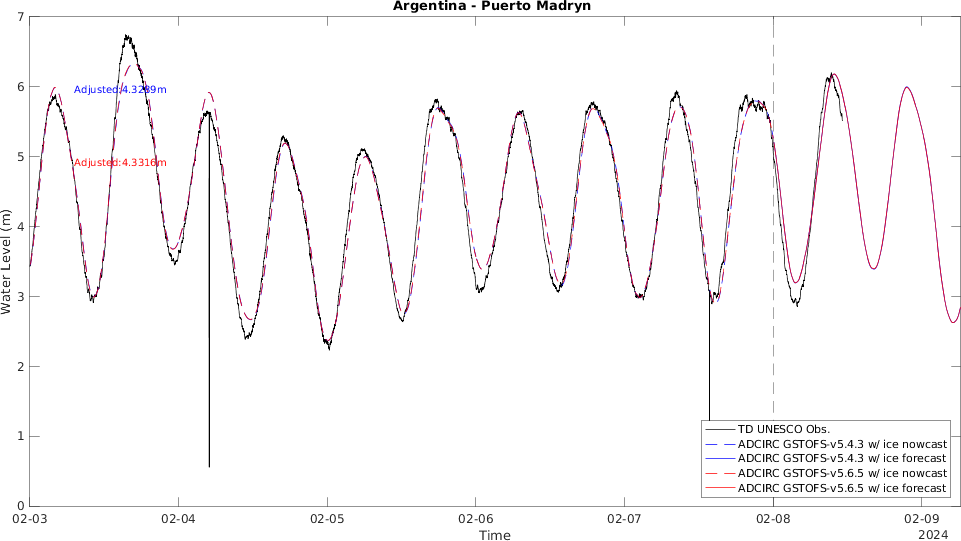 Argentina - Puerto Madryn
7
6
5
4
3
2
1
0
Water Level (m)
Adjusted:4.3289m
Adjusted:4.3316m
TD UNESCO Obs.
ADCIRC GSTOFS-v5.4.3 w/ ice nowcast
ADCIRC GSTOFS-v5.4.3 w/ ice forecast
ADCIRC GSTOFS-v5.6.5 w/ ice nowcast
ADCIRC GSTOFS-v5.6.5 w/ ice forecast
02-03 02-04 02-05 02-06 02-07 02-08 02-09
Time
2024